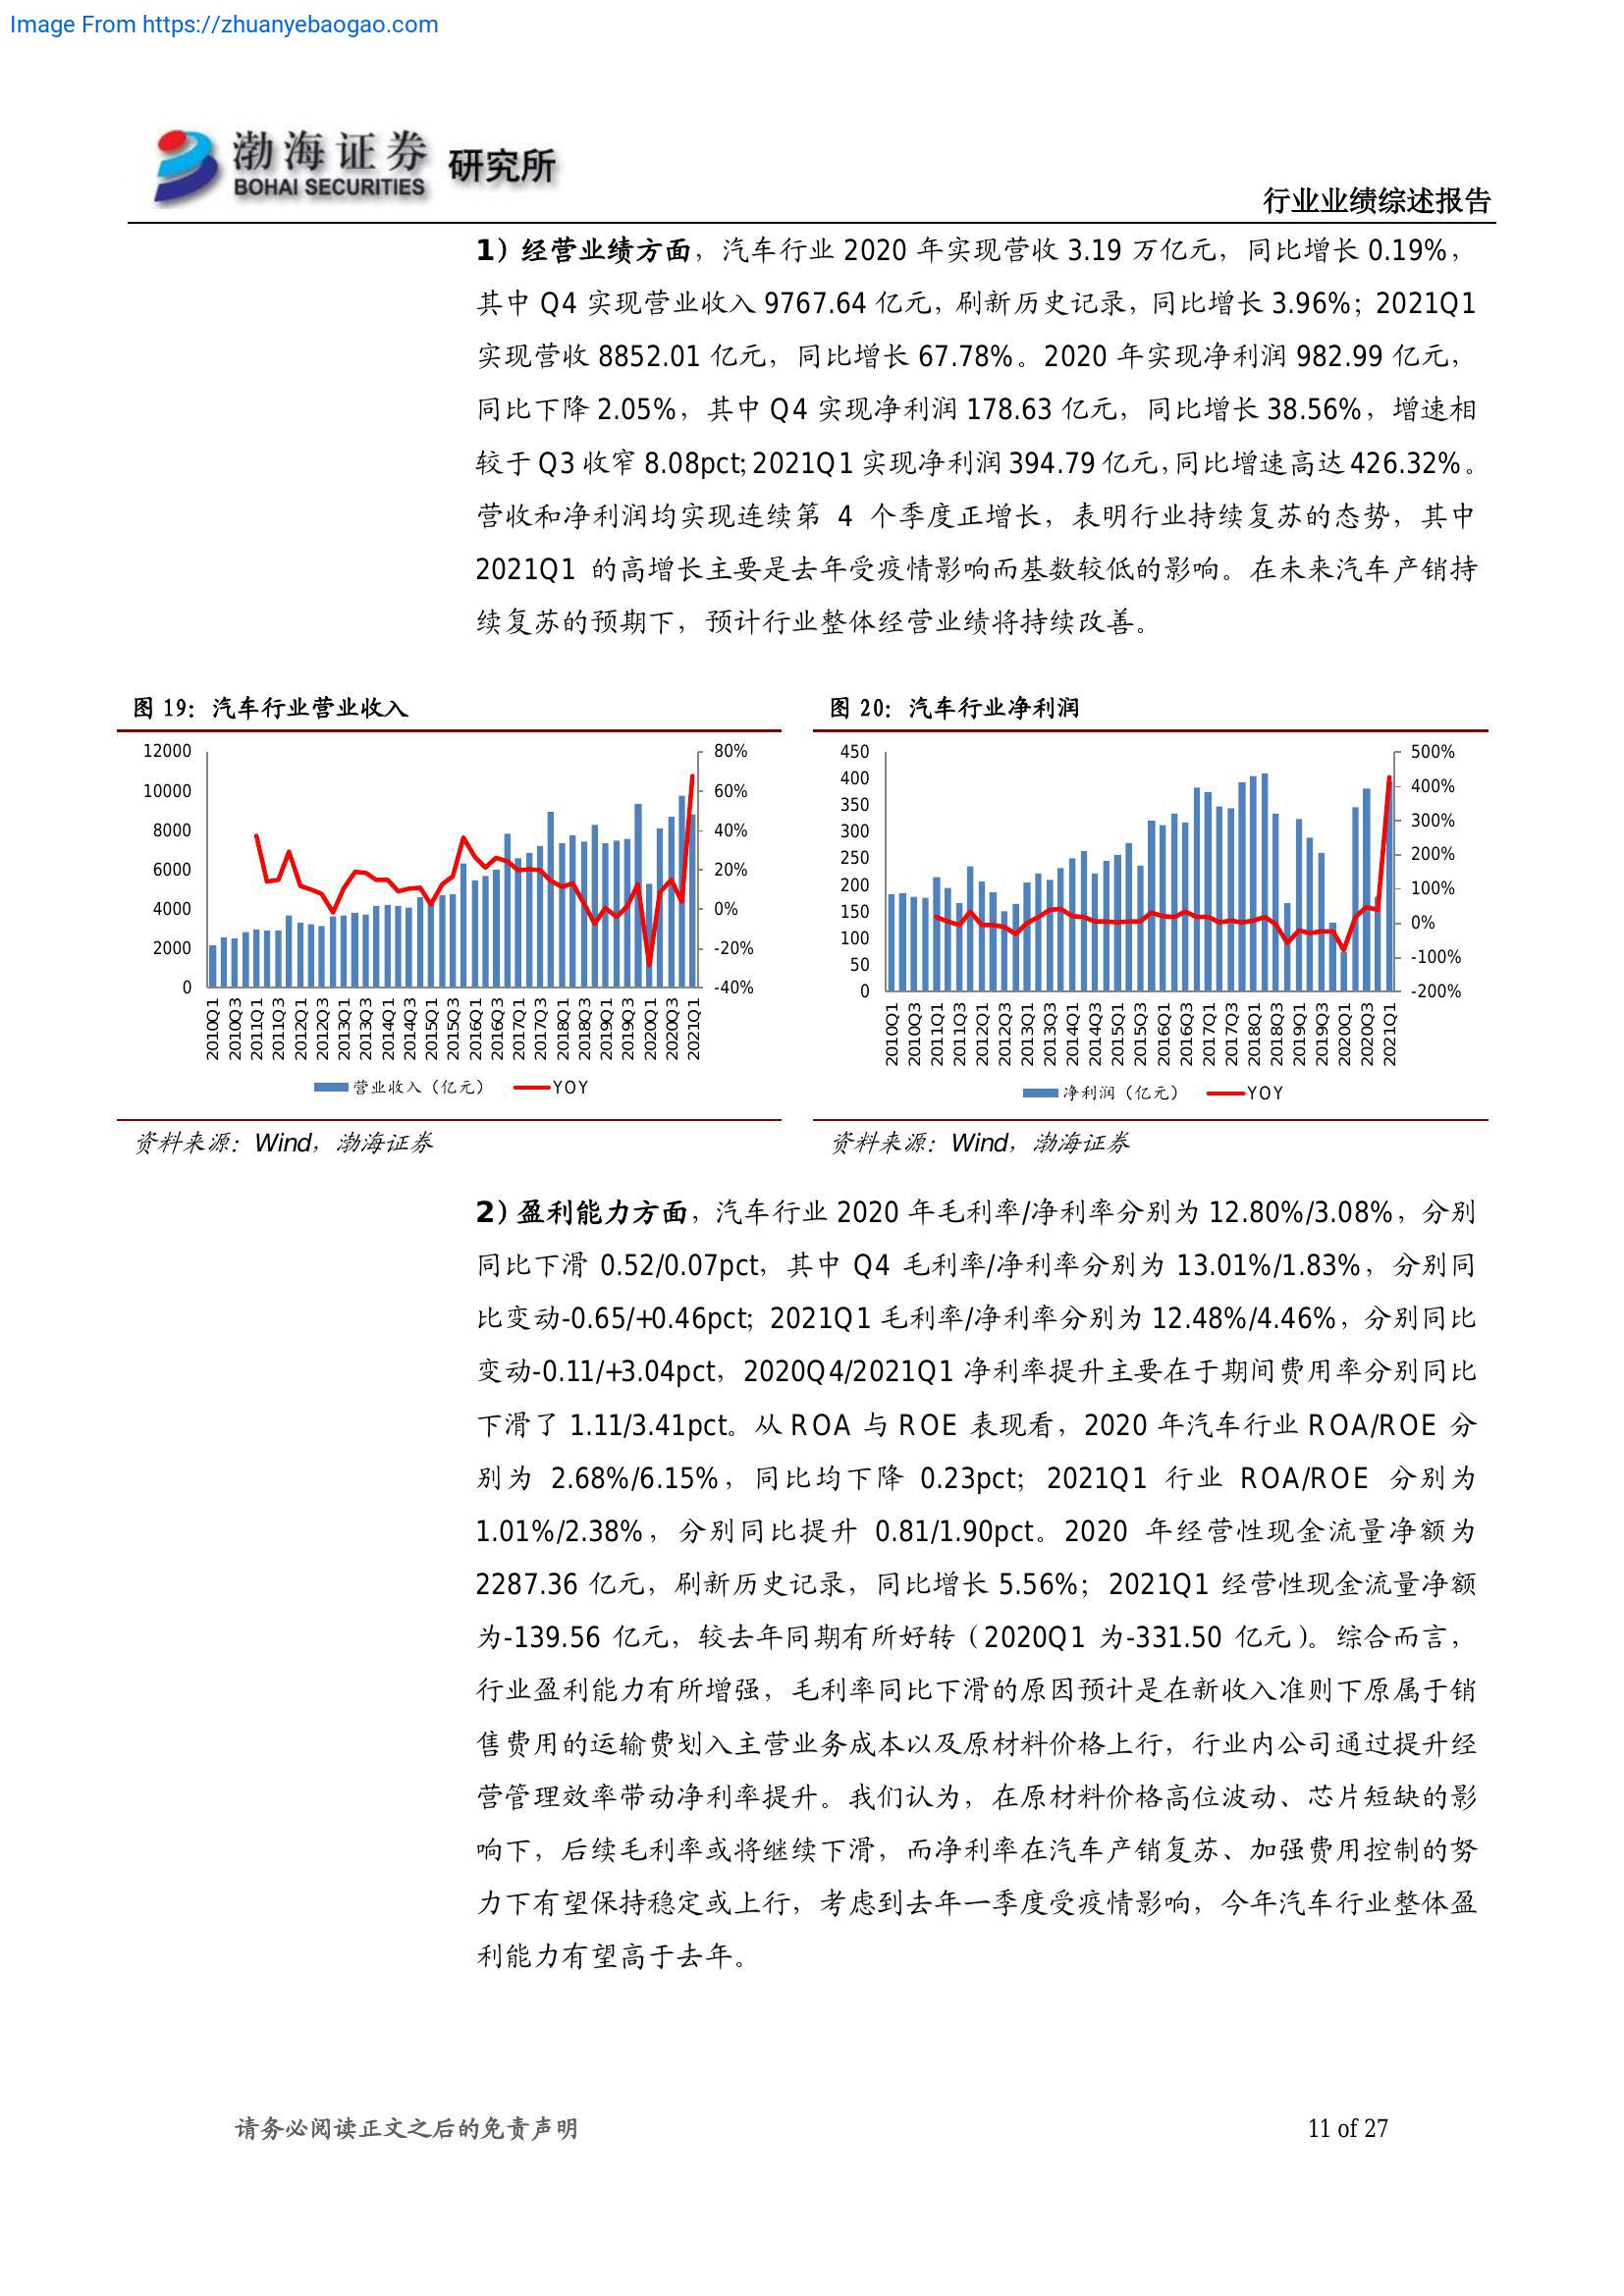 Image From https://zhuanyebaogao.com
渤海证券 研究所
BOHAI SECURITIES
行业业绩综述报告
1）经营业绩方面，汽车行业 2020 年实现营收 3.19 万亿元，同比增长 0.19%，
其中 Q4 实现营业收入 9767.64 亿元，刷新历史记录，同比增长 3.96%；2021Q1
实现营收 8852.01 亿元，同比增长 67.78%。2020 年实现净利润 982.99 亿元，
同比下降 2.05%，其中 Q4 实现净利润 178.63 亿元，同比增长 38.56%，增速相
较于 Q3 收窄 8.08pct；2021Q1 实现净利润 394.79 亿元，同比增速高达 426.32%。
营收和净利润均实现连续第 4 个季度正增长，表明行业持续复苏的态势，其中
2021Q1 的高增长主要是去年受疫情影响而基数较低的影响。在未来汽车产销持
续复苏的预期下，预计行业整体经营业绩将持续改善。
图 19：汽车行业营业收入
12000
10000
8000
6000
4000
2000
0
80%
60%
40%
20%
0%
-20%
-40%
2010Q1
2010Q3
2011Q1
2011Q3
2012Q1
2012Q3
2013Q1
2013Q3
2014Q1
2014Q3
2015Q1
2015Q3
2016Q1
2016Q3
2017Q1
2017Q3
2018Q1
2018Q3
2019Q1
2019Q3
2020Q1
2020Q3
2021Q1
营业收入（亿元） YOY
资料来源：Wind，渤海证券
图 20：汽车行业净利润
450
400
350
300
250
200
150
100
50
0
500%
400%
300%
200%
100%
0%
-100%
-200%
2010Q1
2010Q3
2011Q1
2011Q3
2012Q1
2012Q3
2013Q1
2013Q3
2014Q1
2014Q3
2015Q1
2015Q3
2016Q1
2016Q3
2017Q1
2017Q3
2018Q1
2018Q3
2019Q1
2019Q3
2020Q1
2020Q3
2021Q1
净利润（亿元） YOY
资料来源：Wind，渤海证券
2）盈利能力方面，汽车行业 2020 年毛利率/净利率分别为 12.80%/3.08%，分别
同比下滑 0.52/0.07pct，其中 Q4 毛利率/净利率分别为 13.01%/1.83%，分别同
比变动-0.65/+0.46pct；2021Q1 毛利率/净利率分别为 12.48%/4.46%，分别同比
变动-0.11/+3.04pct，2020Q4/2021Q1 净利率提升主要在于期间费用率分别同比
下滑了 1.11/3.41pct。从 ROA 与 ROE 表现看，2020 年汽车行业 ROA/ROE 分
别为 2.68%/6.15%，同比均下降 0.23pct；2021Q1 行业 ROA/ROE 分别为
1.01%/2.38%，分别同比提升 0.81/1.90pct。2020 年经营性现金流量净额为
2287.36 亿元，刷新历史记录，同比增长 5.56%；2021Q1 经营性现金流量净额
为-139.56 亿元，较去年同期有所好转（2020Q1 为-331.50 亿元）。综合而言，
行业盈利能力有所增强，毛利率同比下滑的原因预计是在新收入准则下原属于销
售费用的运输费划入主营业务成本以及原材料价格上行，行业内公司通过提升经
营管理效率带动净利率提升。我们认为，在原材料价格高位波动、芯片短缺的影
响下，后续毛利率或将继续下滑，而净利率在汽车产销复苏、加强费用控制的努
力下有望保持稳定或上行，考虑到去年一季度受疫情影响，今年汽车行业整体盈
利能力有望高于去年。
请务必阅读正文之后的免责声明
11 of 27